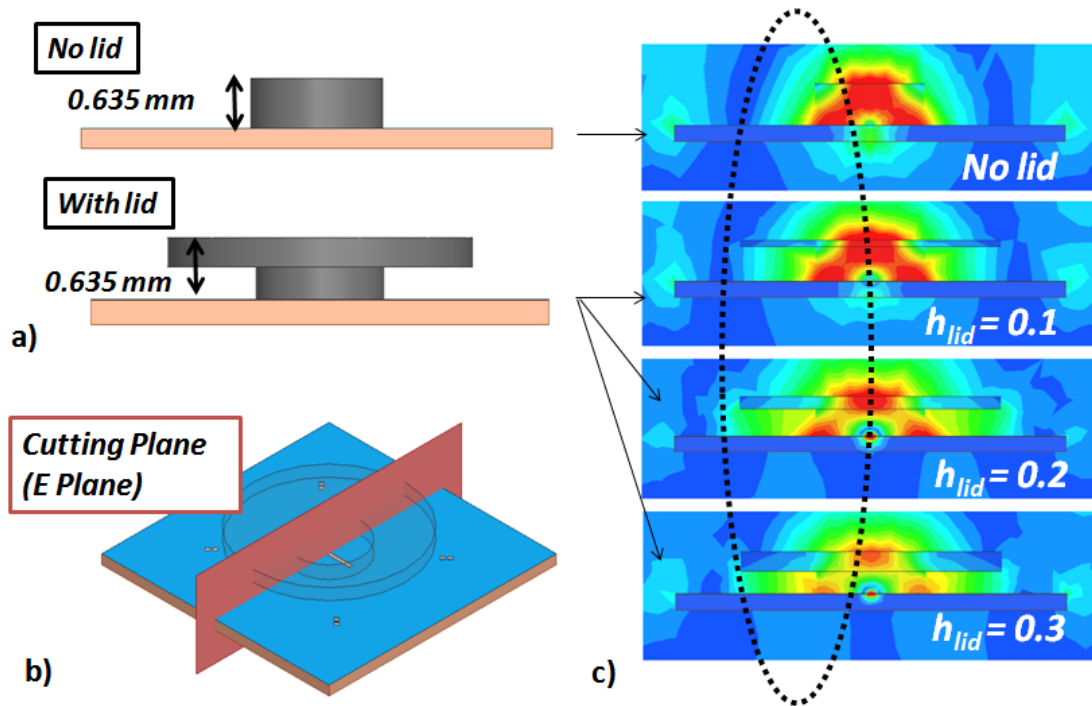 No lid
0.635 mm
With lid
0.635 mm
a)
Cutting Plane
(E Plane)
b)
No lid
h_lid = 0.1
h_lid = 0.2
h_lid = 0.3
c)